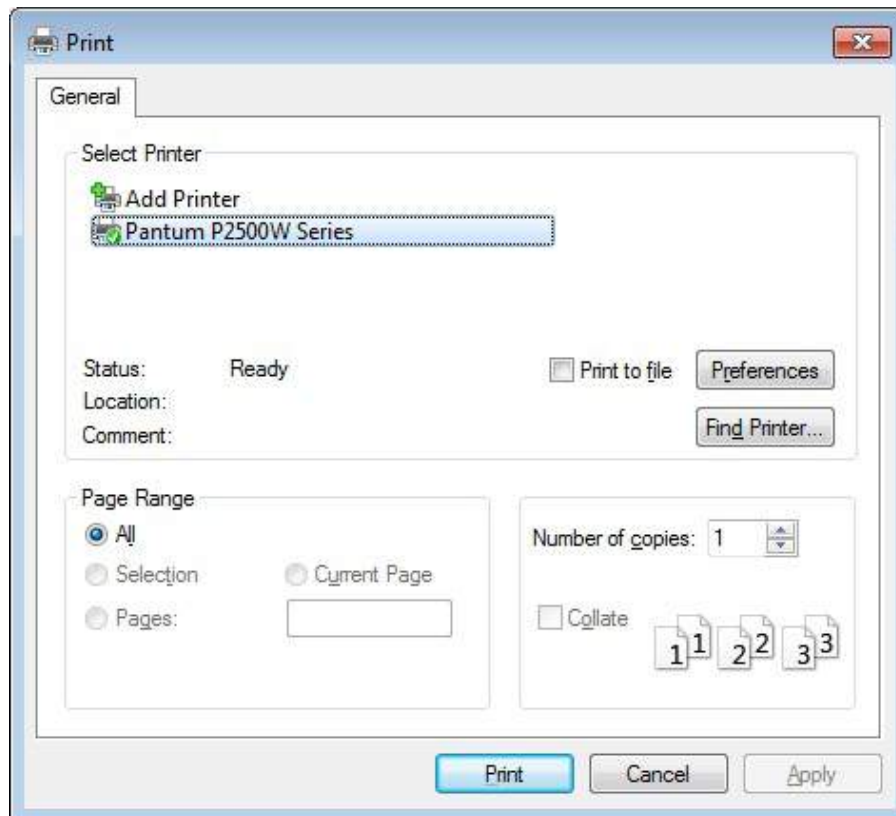 Print
General
Select Printer
Add Printer
Pantum P2500W Series
Status: Ready
Print to file
Preferences
Location:
Comment:
Find Printer...
Page Range
All
Selection
Current Page
Pages:
Number of copies: 1
Collate
1 1 2 2 3 3
Print Cancel Apply